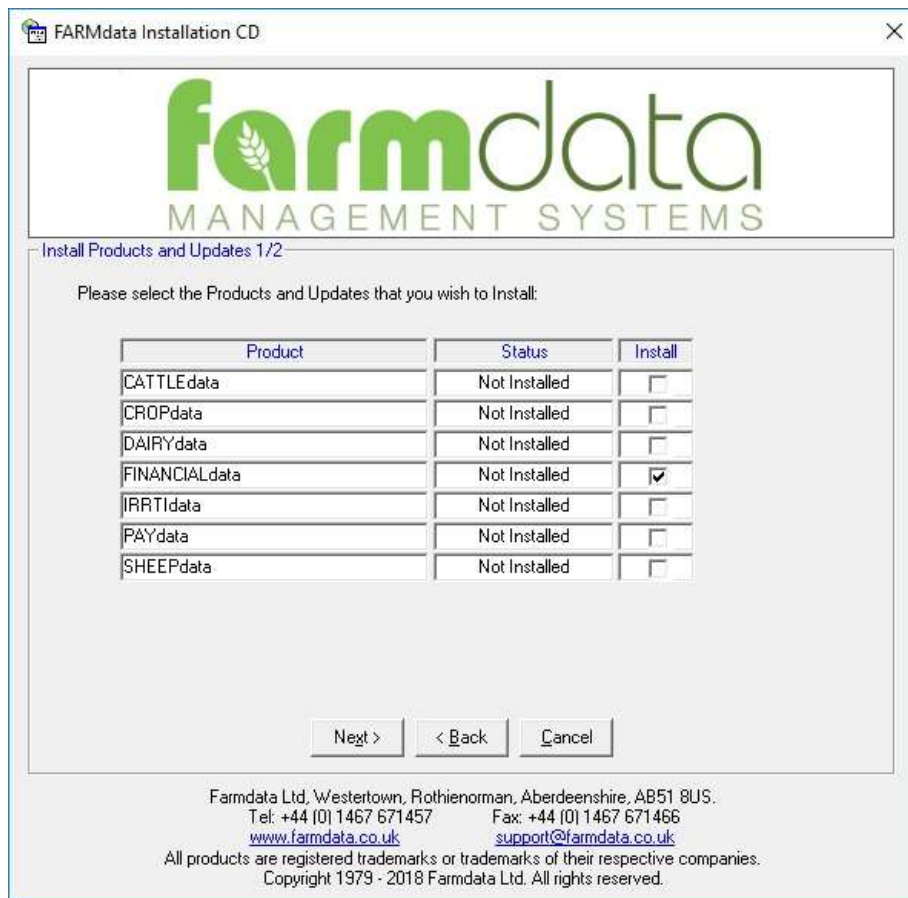 FARMdata Installation CD
farmdata
MANAGEMENT SYSTEMS
Install Products and Updates 1/2
Please select the Products and Updates that you wish to Install:
Product Status Install
CATTLEdata Not Installed
CROPdata Not Installed
DAIRYdata Not Installed
FINANCIALdata Not Installed
IRRTIdata Not Installed
PAYdata Not Installed
SHEEPdata Not Installed
Next > < Back Cancel
Farmdata Ltd, Westertown, Rothienorman, Aberdeenshire, AB51 8US.
Tel: +44 (0) 1467 671457 Fax: +44 (0) 1467 671466
www.farmdata.co.uk support@farmdata.co.uk
All products are registered trademarks or trademarks of their respective companies.
Copyright 1979 - 2018 Farmdata Ltd. All rights reserved.